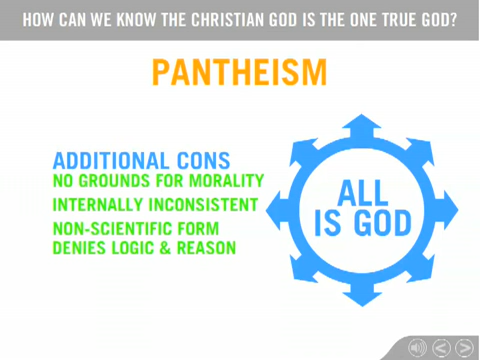 HOW CAN WE KNOW THE CHRISTIAN GOD IS THE ONE TRUE GOD?
PANTHEISM
ADDITIONAL CONS
NO GROUNDS FOR MORALITY
INTERNALLY INCONSISTENT
NON-SCIENTIFIC FORM
DENIES LOGIC & REASON
ALL
IS GOD